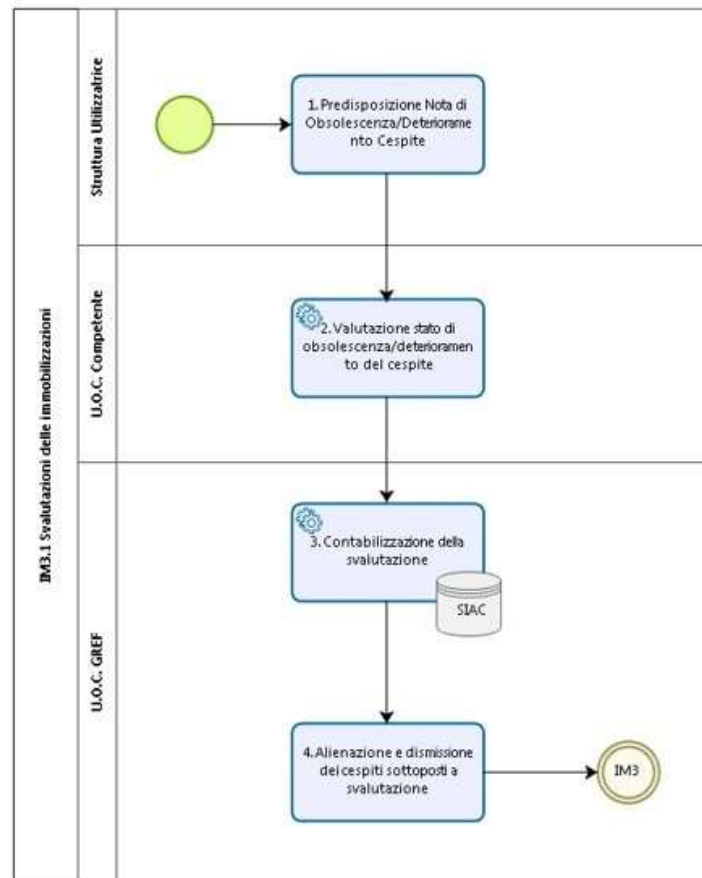 IM3.1 Svalutazioni delle immobilizzazioni
Struttura Utilizzatrice
1. Predisposizione Nota di
Obsolescenza/Deteriorame
nto Cespite
U.O.C. Competente
2. Valutazione stato di
obsolescenza/deterioramen
to del cespite
U.O.C. GREF
3. Contabilizzazione della
svalutazione
SIAC
4. Alienazione e dismissione
dei cespiti sottoposti a
svalutazione
IM3